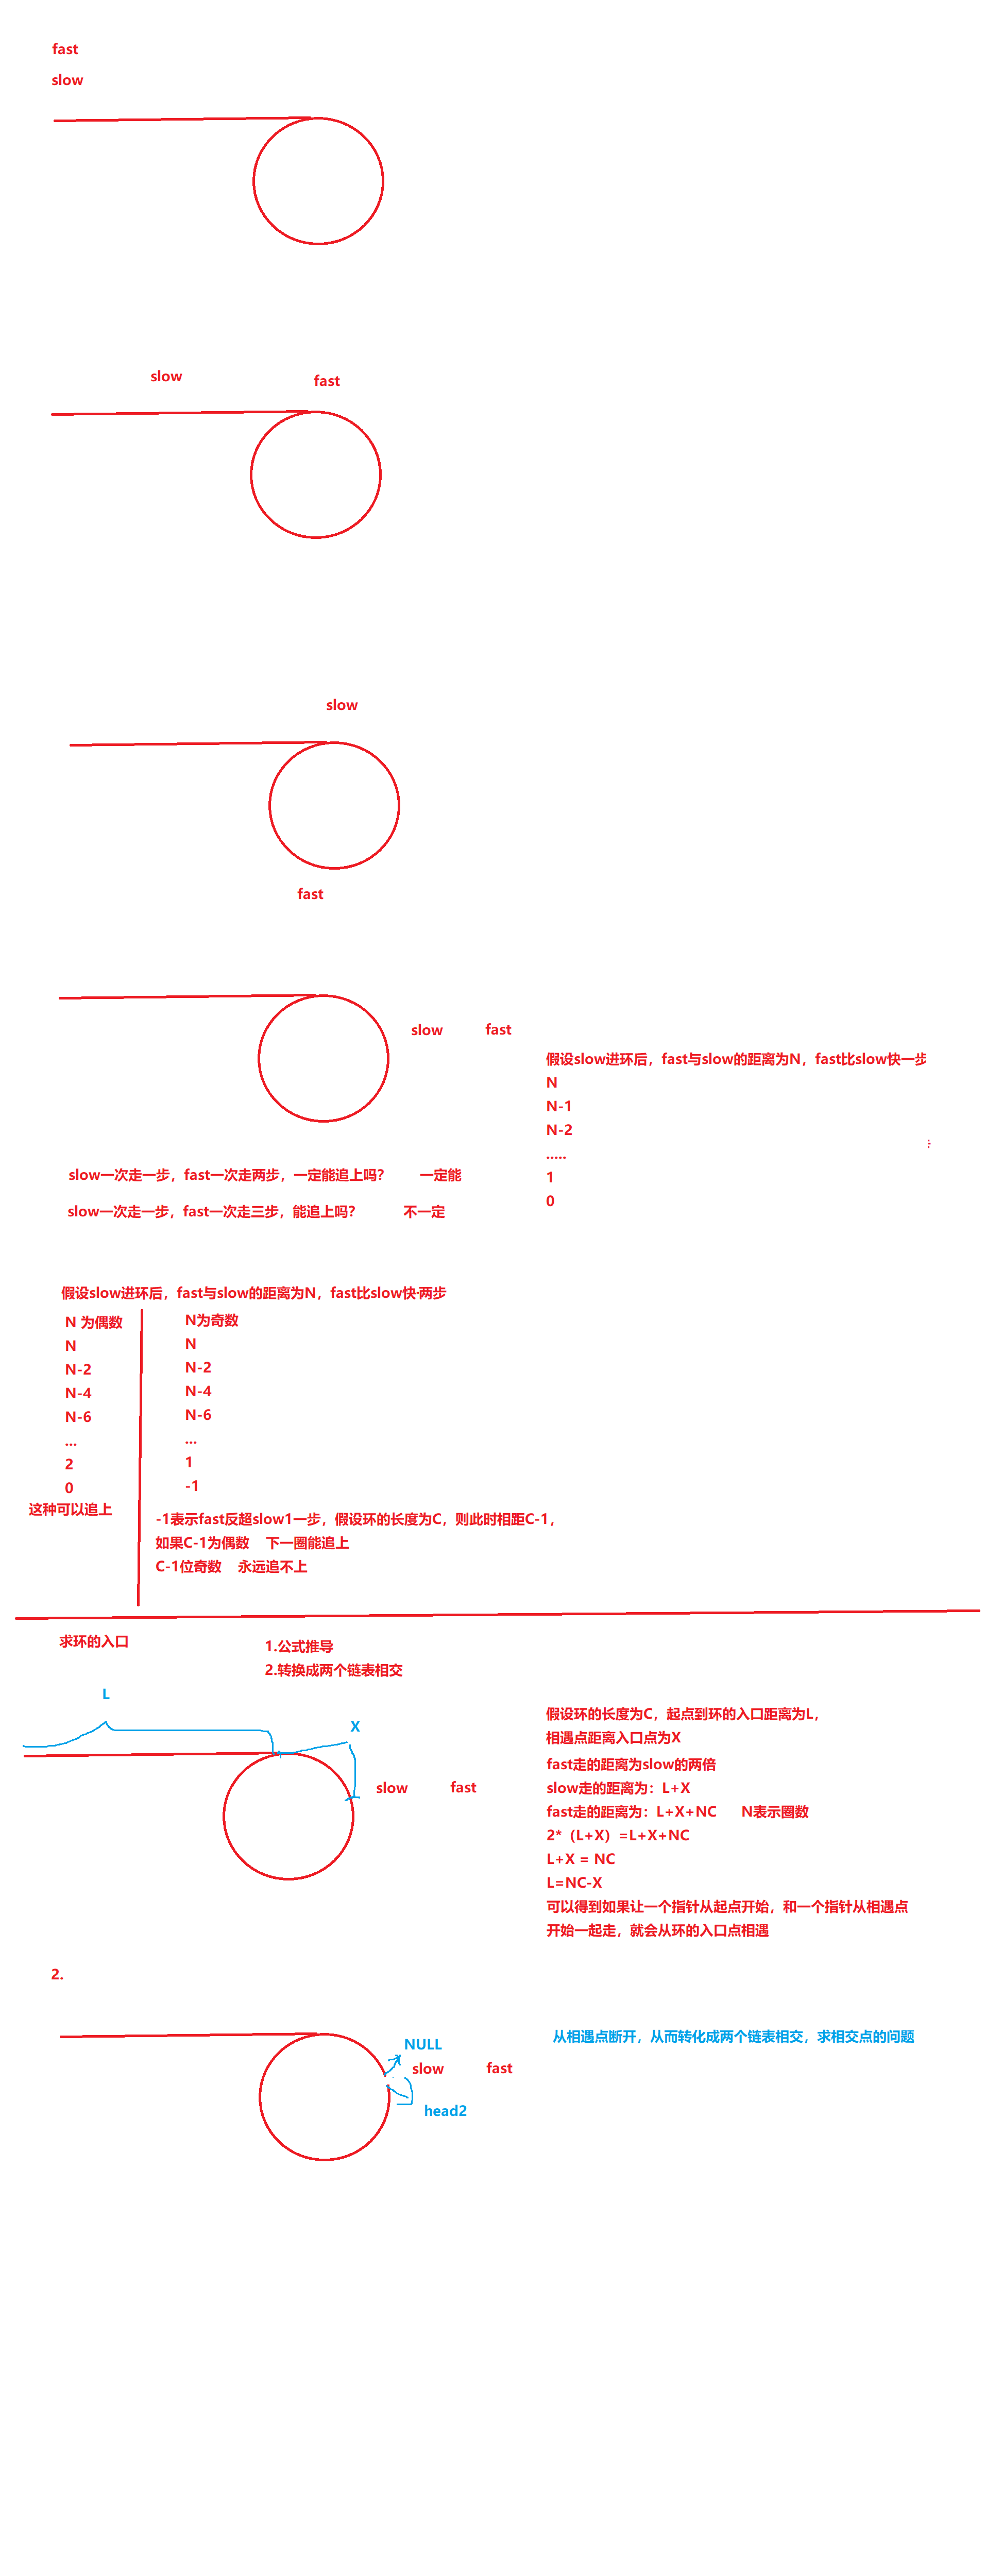 fast
slow
slow
fast
slow
fast
slow
fast
假设slow进环后，fast与slow的距离为N，fast比slow快一步
N
N-1
N-2
.....
1
0
slow一次走一步，fast一次走两步，一定能追上吗？ 一定能
slow一次走一步，fast一次走三步，能追上吗？ 不一定
假设slow进环后，fast与slow的距离为N，fast比slow快·两步
N 为偶数
N
N-2
N-4
N-6
...
2
0
这种可以追上
N为奇数
N
N-2
N-4
N-6
...
1
-1
-1表示fast反超slow1一步，假设环的长度为C，则此时相距C-1，
如果C-1为偶数 下一圈能追上
C-1位奇数 永远追不上
求环的入口
1.公式推导
2.转换成两个链表相交
L
X
slow
fast
假设环的长度为C，起点到环的入口距离为L，
相遇点距离入口点为X
fast走的距离为slow的两倍
slow走的距离为：L+X
fast走的距离为：L+X+NC N表示圈数
2*（L+X）=L+X+NC
L+X = NC
L=NC-X
可以得到如果让一个指针从起点开始，和一个指针从相遇点
开始一起走，就会从环的入口点相遇
2.
NULL
slow
fast
head2
从相遇点断开，从而转化成两个链表相交，求相交点的问题